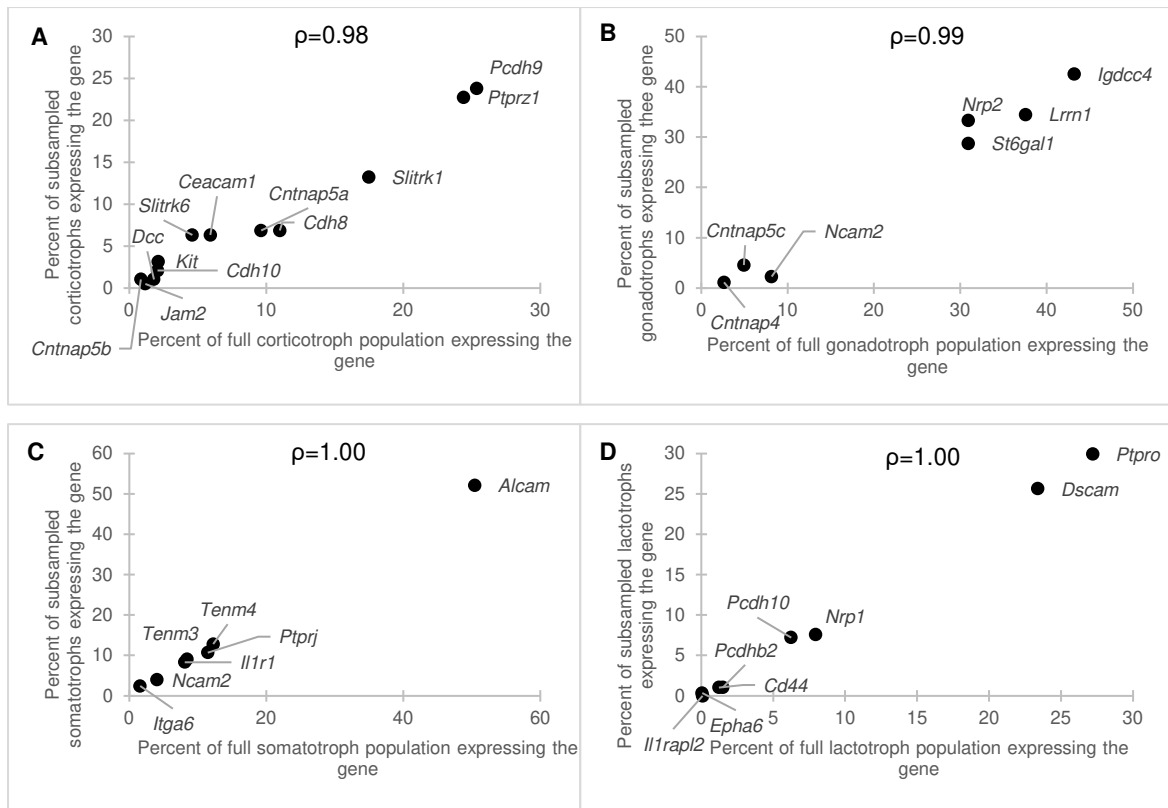 A
ρ=0.98
Percent of subsampled
corticotrophs expressing the gene
30
25
20
15
10
5
0
Pcdh9
Ptprz1
Slitrk1
Ceacam1
Cntnap5a
Slitrk6
Cdh8
Dcc
Kit
Cdh10
Jam2
Cntnap5b
0 10 20 30
Percent of full corticotroph population expressing the
gene
B
ρ=0.99
Percent of subsampled
gonadotrophs expressing thee gene
50
40
30
20
10
0
Igdcc4
Nrp2
Lrrn1
St6gal1
Cntnap5c
Ncam2
Cntnap4
0 10 20 30 40 50
Percent of full gonadotroph population expressing the
gene
C
ρ=1.00
Percent of subsampled
somatotrophs expressing the gene
60
50
40
30
20
10
0
Alcam
Tenm4
Tenm3
Ptprj
Il1r1
Ncam2
Itga6
0 20 40 60
Percent of full somatotroph population expressing the
gene
D
ρ=1.00
Percent of subsampled lactotrophs
expressing the gene
30
25
20
15
10
5
0
Ptpro
Dscam
Pcdh10
Nrp1
Pcdhb2
Cd44
Epha6
Il1rapl2
0 5 10 15 20 25 30
Percent of full lactotroph population expressing the
gene